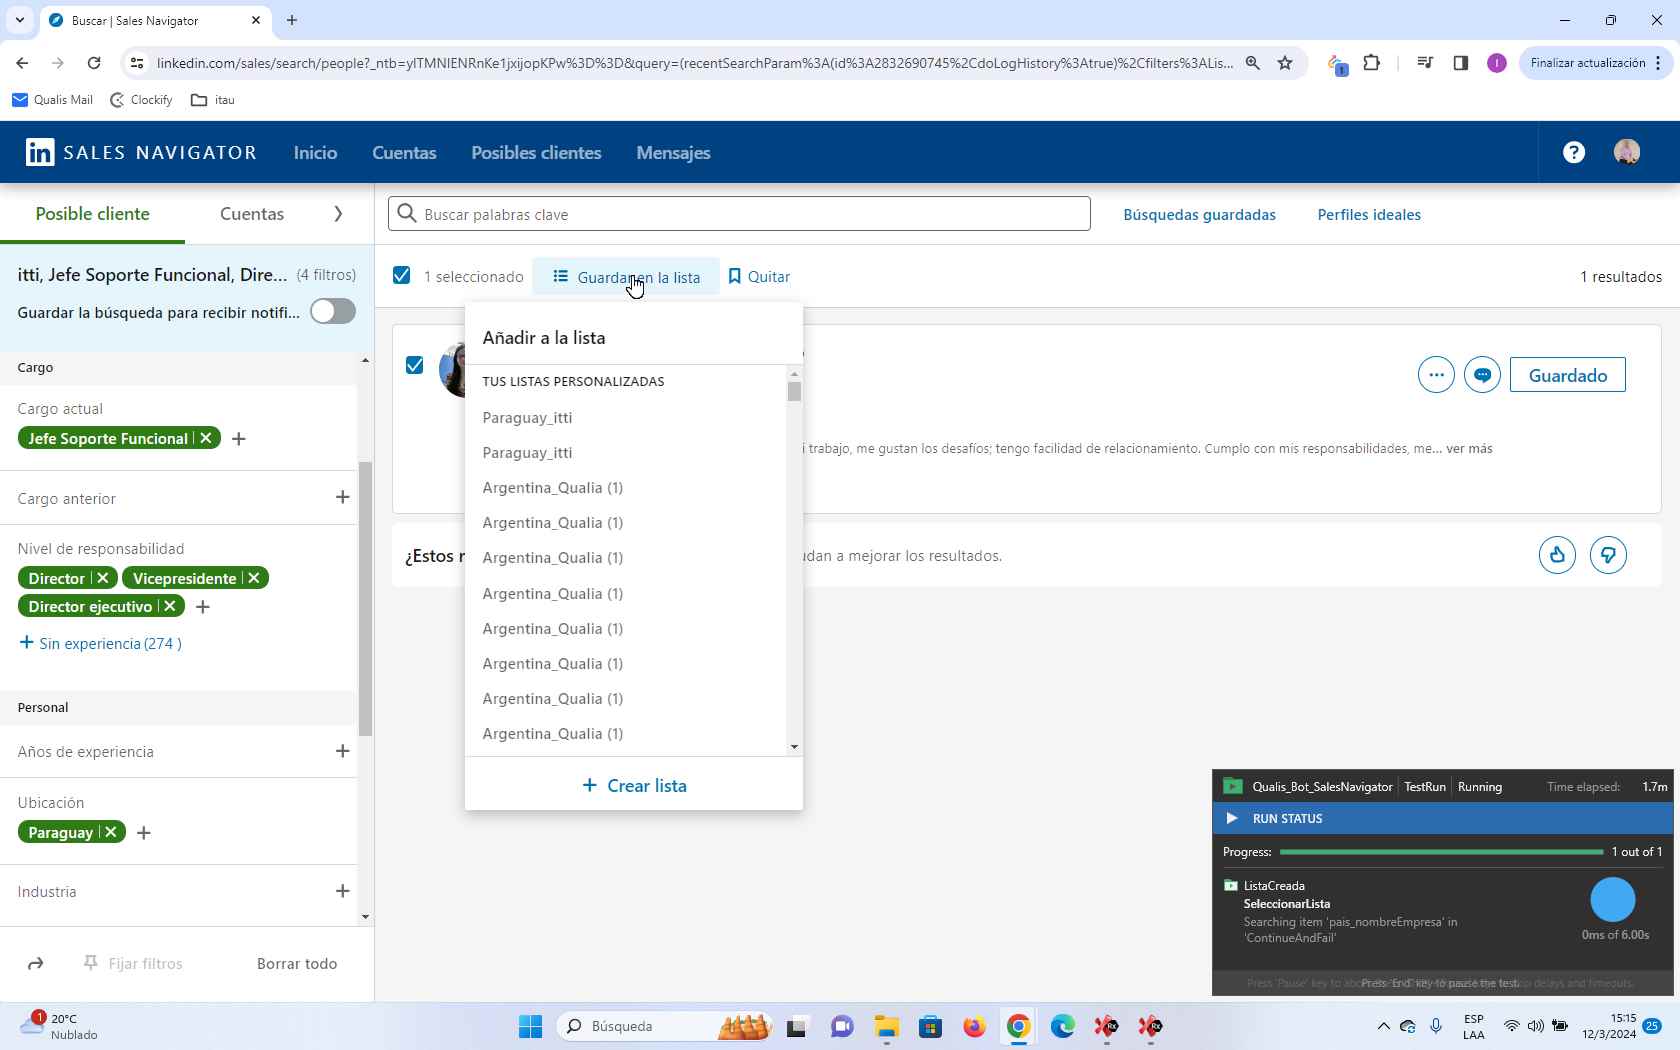 Buscar | Sales Navigator
linkedin.com/sales/search/people?_ntb=yITMNIENRnKe1jxijopKPw%3D%3D&query=(recentSearchParam%3A(id%3A2832690745%2CdoLogHistory%3Atrue)%2Cfilters%3ALis...
1
I
Finalizar actualización
Qualis Mail
Clockify
itau
in SALES NAVIGATOR
Inicio
Cuentas
Posibles clientes
Mensajes
?
Posible cliente
Cuentas
Buscar palabras clave
Búsquedas guardadas
Perfiles ideales
itti, Jefe Soporte Funcional, Dire... (4 filtros)
Guardar la búsqueda para recibir notifi...
1 seleccionado
Guardar en la lista
Quitar
1 resultados
Cargo
Cargo actual
Jefe Soporte Funcional
Cargo anterior
Nivel de responsabilidad
Director
Vicepresidente
Director ejecutivo
+ Sin experiencia (274 )
Personal
Años de experiencia
Ubicación
Paraguay
Industria
Fijar filtros
Borrar todo
Añadir a la lista
TUS LISTAS PERSONALIZADAS
Paraguay_itti
Paraguay_itti
Argentina_Qualia (1)
Argentina_Qualia (1)
Argentina_Qualia (1)
Argentina_Qualia (1)
Argentina_Qualia (1)
Argentina_Qualia (1)
Argentina_Qualia (1)
Argentina_Qualia (1)
+ Crear lista
Guardado
i trabajo, me gustan los desafíos; tengo facilidad de relacionamiento. Cumplo con mis responsabilidades, me... ver más
¿Estos r
udan a mejorar los resultados.
Qualis_Bot_SalesNavigator
TestRun
Running
Time elapsed: 1.7m
RUN STATUS
Progress: 1 out of 1
ListaCreada
SeleccionarLista
Searching item 'pais_nombreEmpresa' in
'ContinueAndFail'
0ms of 6.00s
Press 'End' key to pause the test.
1
20°C
Nublado
Búsqueda
ESP
LAA
15:15
12/3/2024
25